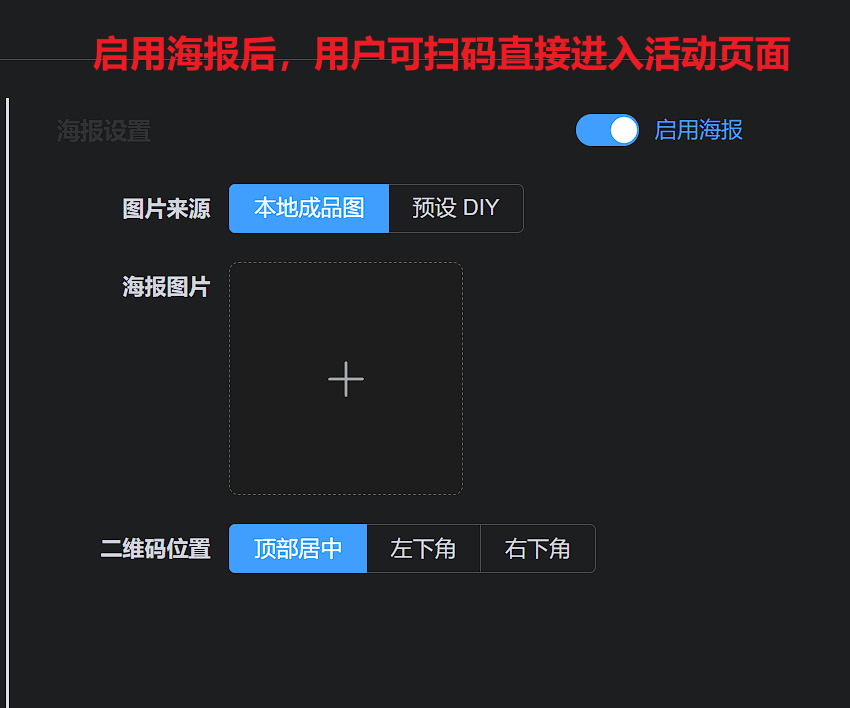 启用海报后，用户可扫码直接进入活动页面
海报设置 启用海报
图片来源 本地成品图 预设 DIY
海报图片
二维码位置 顶部居中 左下角 右下角